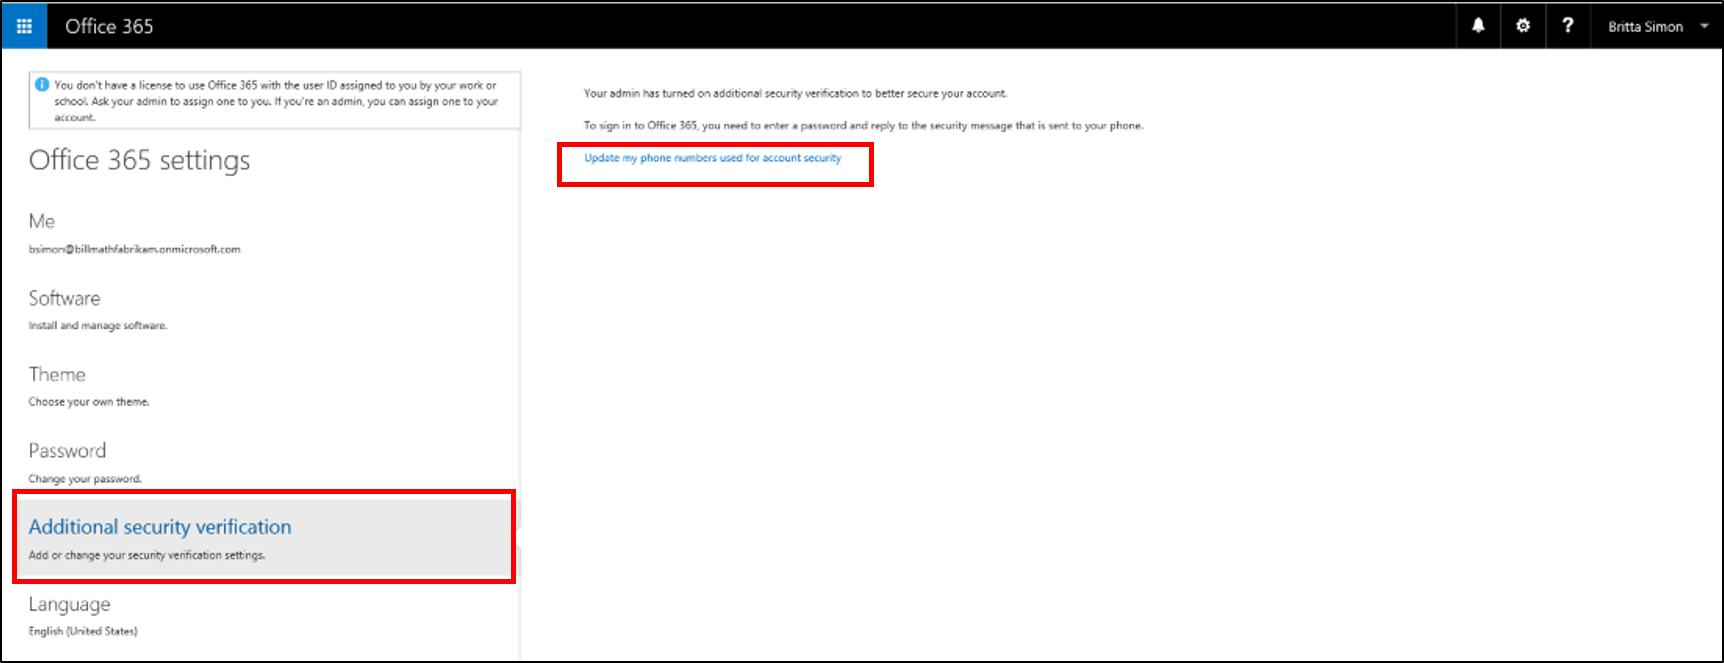 Office 365
?
Britta Simon
You don't have a license to use Office 365 with the user ID assigned to you by your work or
school. Ask your admin to assign one to you. If you're an admin, you can assign one to your
account.
Office 365 settings
Me
bsimon@billmathfabrikam.onmicrosoft.com
Software
Install and manage software.
Theme
Choose your own theme.
Password
Change your password.
Additional security verification
Add or change your security verification settings.
Language
English (United States)
Your admin has turned on additional security verification to better secure your account.
To sign in to Office 365, you need to enter a password and reply to the security message that is sent to your phone.
Update my phone numbers used for account security